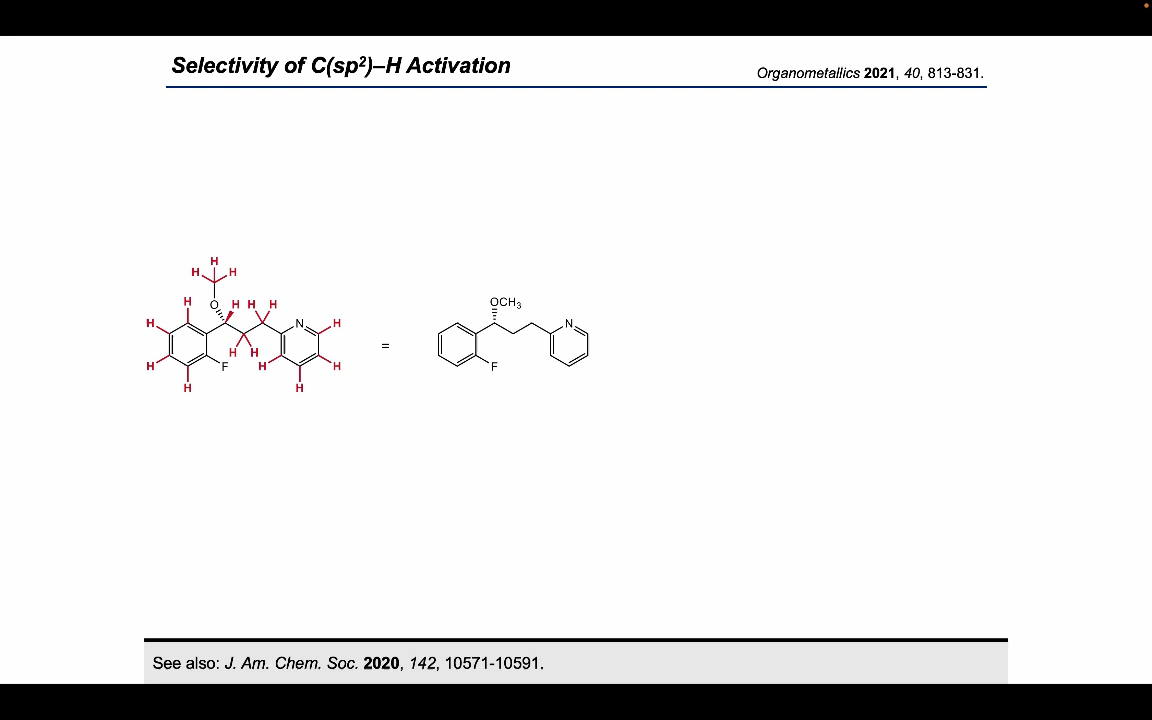 Selectivity of C(sp²)–H Activation
Organometallics 2021, 40, 813-831.
H
H H
H O H H H
H N H
=
H H
H F H H
H H
OCH₃
N
F
See also: J. Am. Chem. Soc. 2020, 142, 10571-10591.